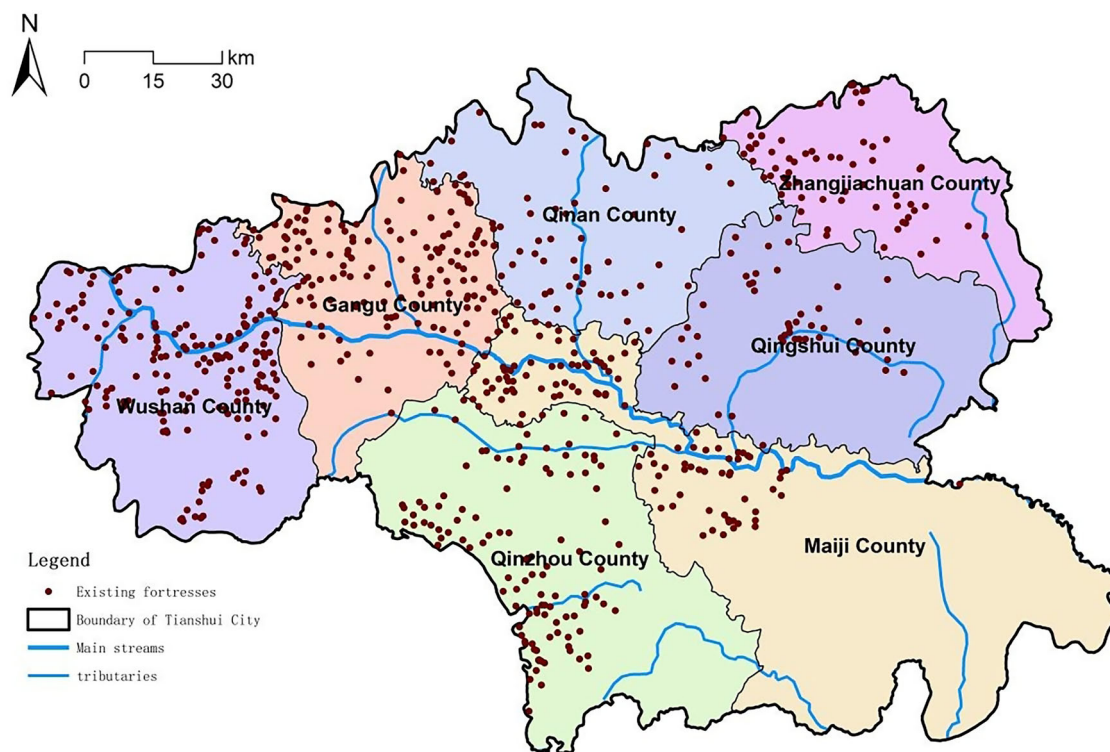 N
km
0 15 30
Zhangjiachuan County
Qinan County
Gangu County
Qingshui County
Wushan County
Maiji County
Qinzhou County
Legend
Existing fortresses
Boundary of Tianshui City
Main streams
tributaries